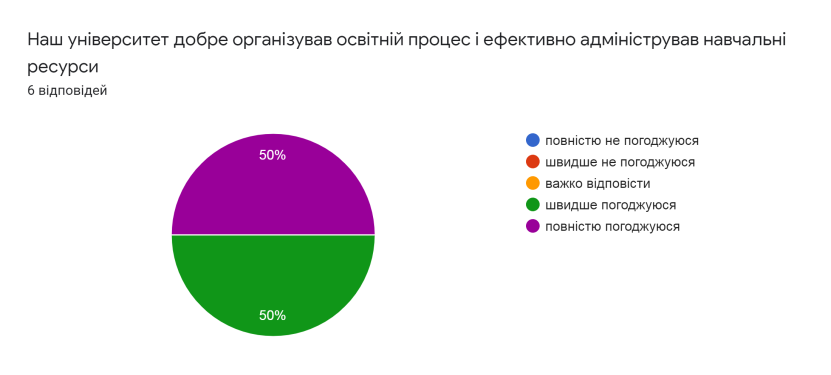 Наш університет добре організував освітній процес і ефективно адміністрував навчальні
ресурси
6 відповідей
50%
50%
повністю не погоджуюся
швидше не погоджуюся
важко відповісти
швидше погоджуюся
повністю погоджуюся